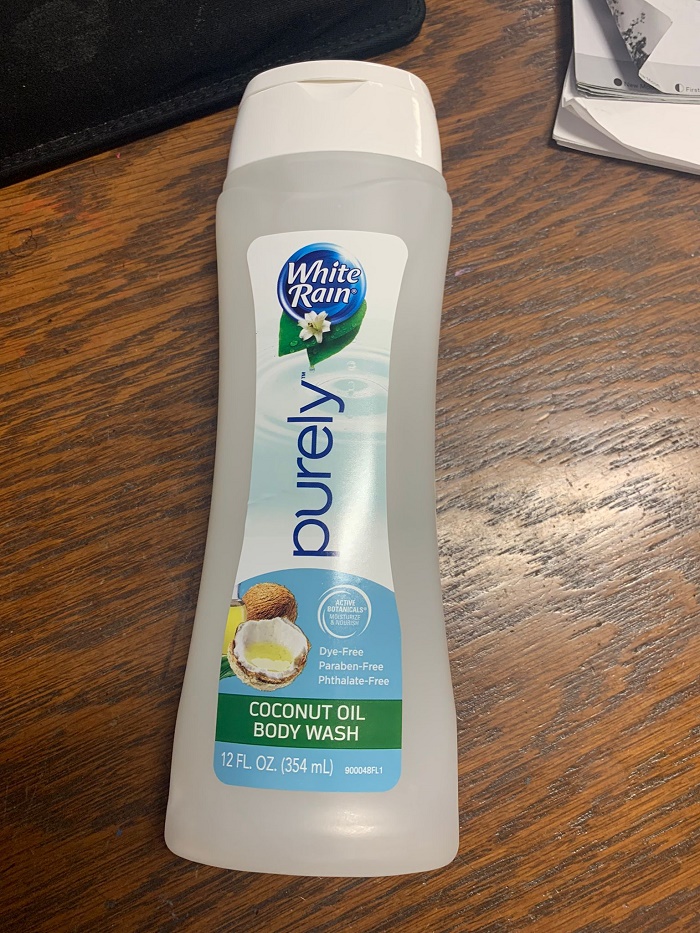 White
Rain®
purely™
ACTIVE
BOTANICALS®
MOISTURIZE
& NOURISH
Dye-Free
Paraben-Free
Phthalate-Free
COCONUT OIL
BODY WASH
12 FL. OZ. (354 mL) 900048FL1
First